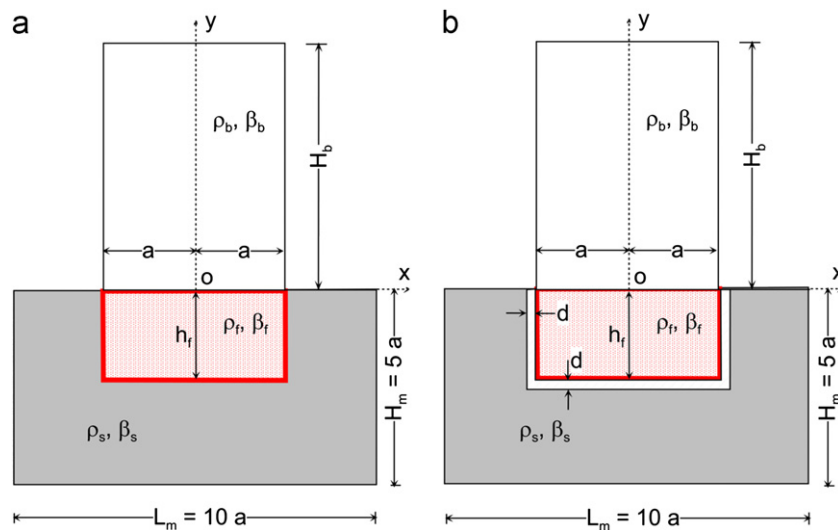 a
y
ρb, βb
Hb
a
a
o
x
ρf, βf
hf
Hm = 5 a
ρs, βs
Lm = 10 a
b
y
ρb, βb
Hb
a
a
o
x
d
ρf, βf
hf
d
Hm = 5 a
ρs, βs
Lm = 10 a